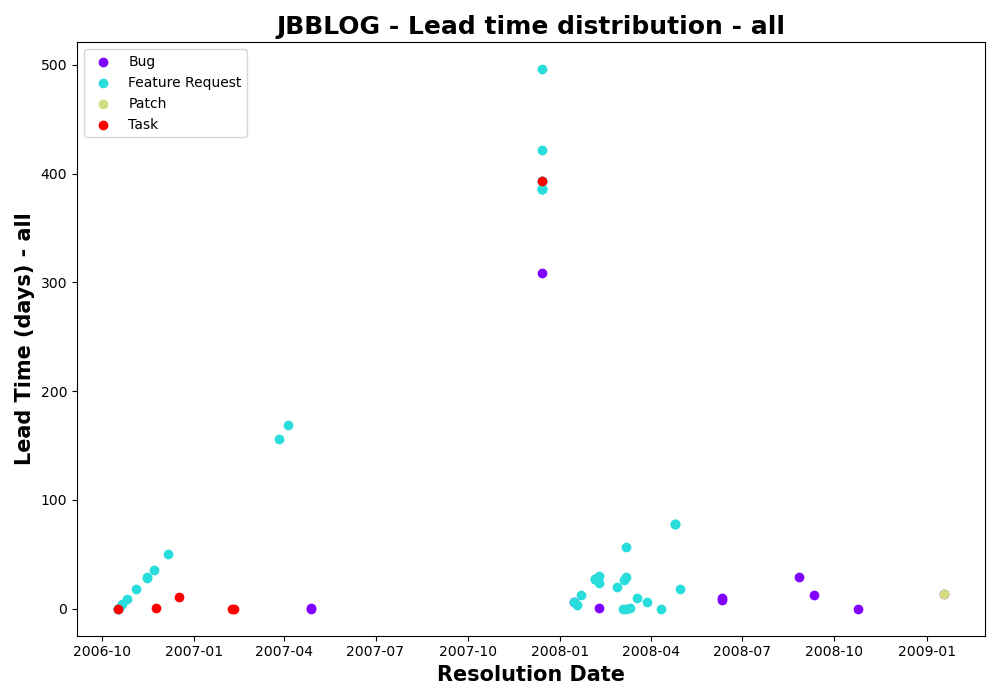 JBBLOG - Lead time distribution - all
Bug
Feature Request
Patch
Task
Lead Time (days) - all
500
400
300
200
100
0
2006-10 2007-01 2007-04 2007-07 2007-10 2008-01 2008-04 2008-07 2008-10 2009-01
Resolution Date